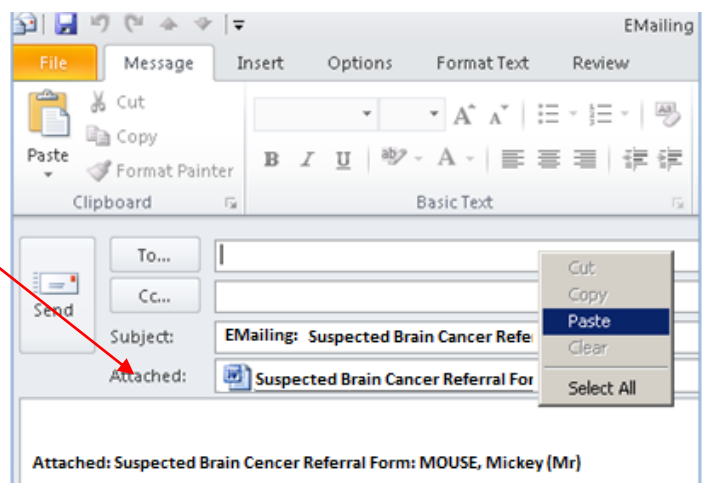 EMailing
File Message Insert Options Format Text Review
Cut
Copy
Paste
Format Painter
B I U ab A
Clipboard Basic Text
To...
Cut
Copy
Send Cc...
Paste
Subject: EMailing: Suspected Brain Cancer Refe
Clear
Attached: Suspected Brain Cancer Referral For
Select All
Attached: Suspected Brain Cencer Referral Form: MOUSE, Mickey (Mr)